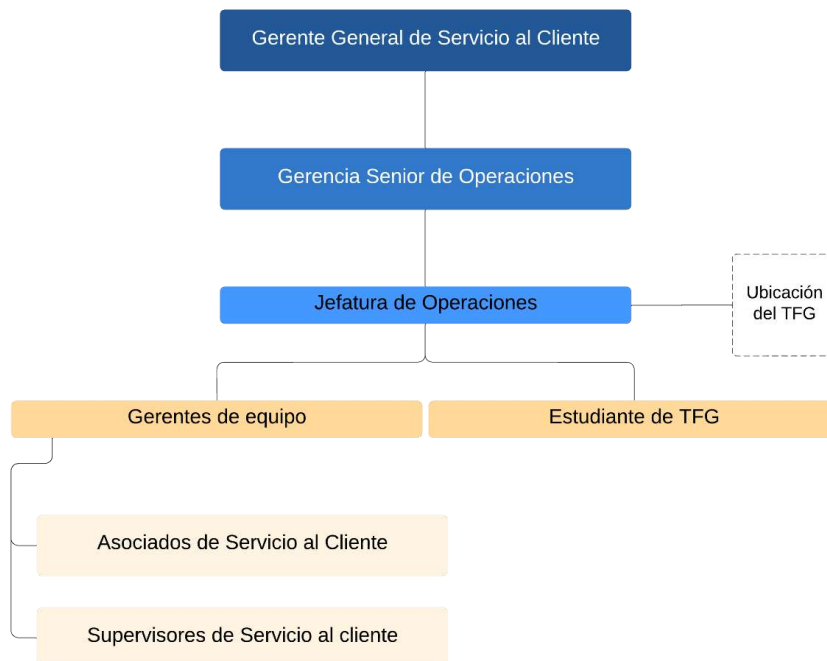 Gerente General de Servicio al Cliente
Gerencia Senior de Operaciones
Jefatura de Operaciones
Ubicación
del TFG
Gerentes de equipo
Estudiante de TFG
Asociados de Servicio al Cliente
Supervisores de Servicio al cliente